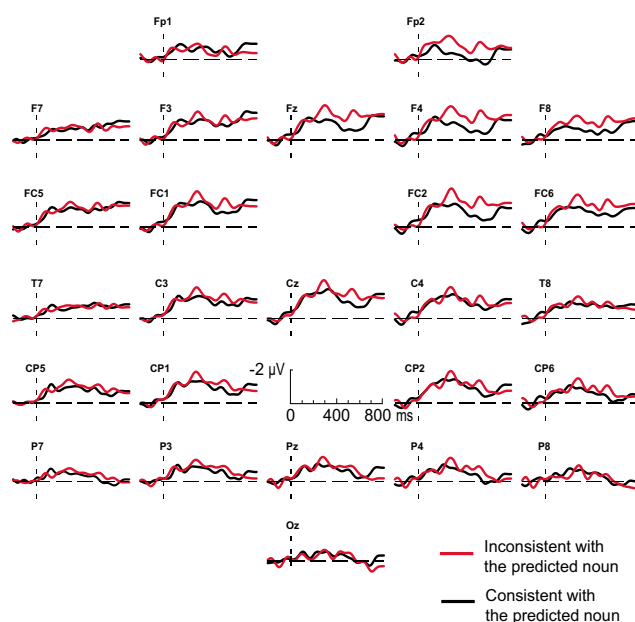 Fp1 Fp2
F7 F3 Fz F4 F8
FC5 FC1 FC2 FC6
T7 C3 Cz C4 T8
CP5 CP1 -2 µV CP2 CP6
0 400 800 ms
P7 P3 Pz P4 P8
Oz
Inconsistent with
the predicted noun
Consistent with
the predicted noun